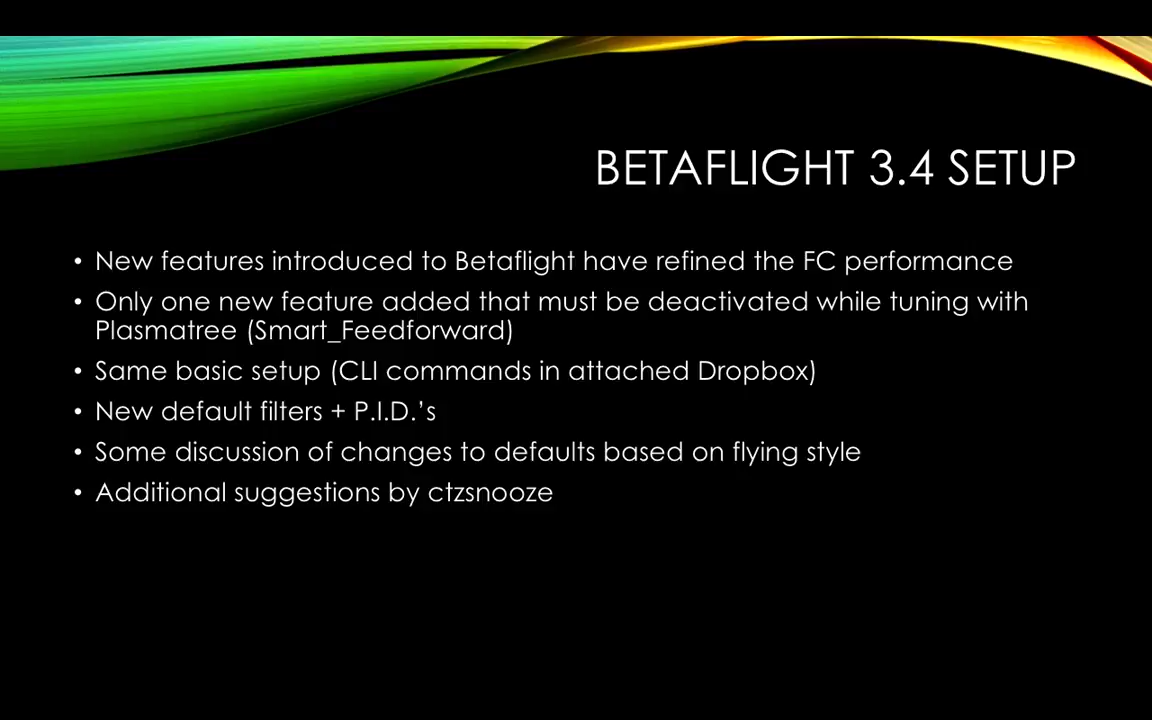 BETAFLIGHT 3.4 SETUP
• New features introduced to Betaflight have refined the FC performance
• Only one new feature added that must be deactivated while tuning with
Plasmatree (Smart_Feedforward)
• Same basic setup (CLI commands in attached Dropbox)
• New default filters + P.I.D.’s
• Some discussion of changes to defaults based on flying style
• Additional suggestions by ctzsnooze